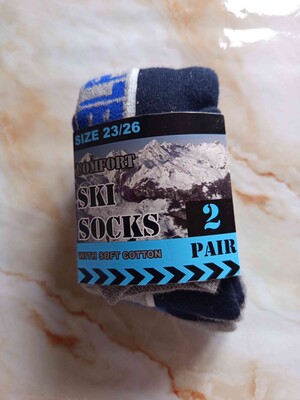 SIZE 23/26
COMFORT
SKI
SOCKS
2
PAIR
WITH SOFT COTTON